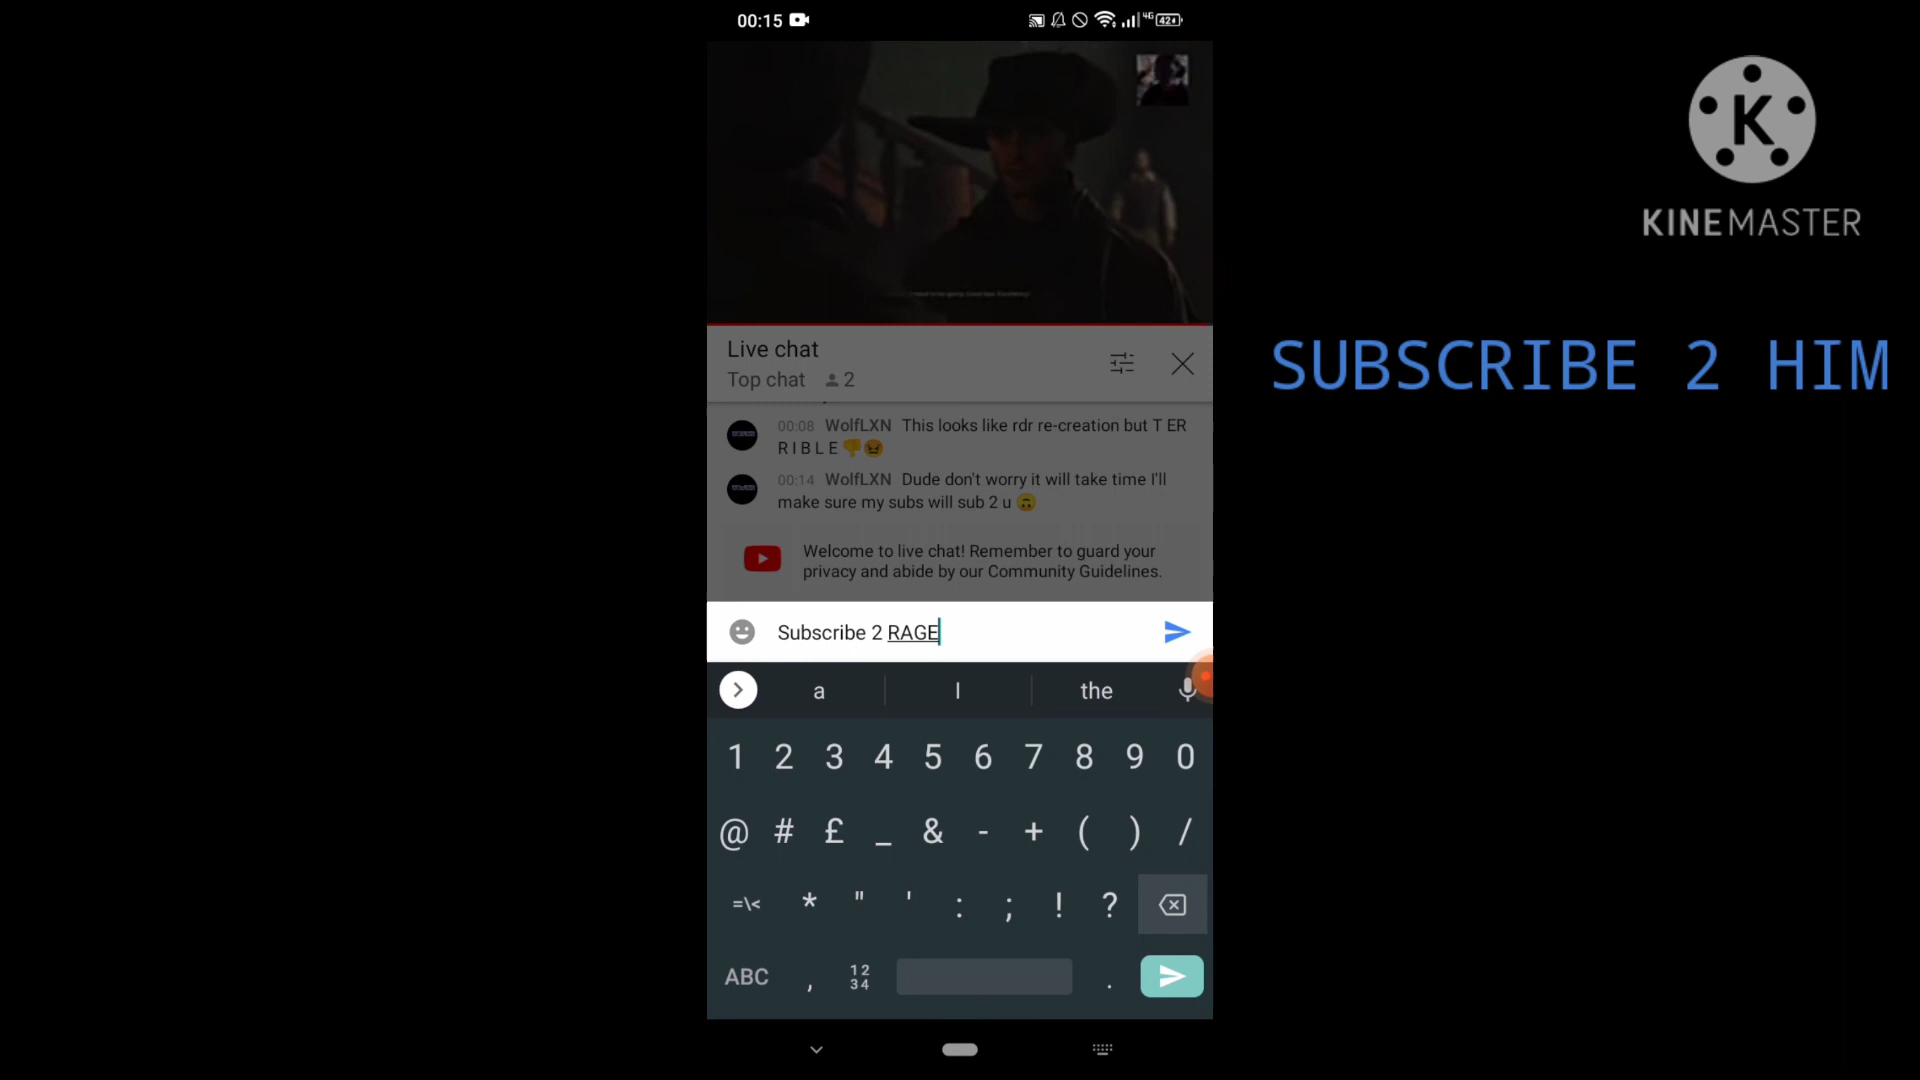 00:15
4G 42
KINEMASTER
SUBSCRIBE 2 HIM
Live chat
Top chat 2
00:08 WolfLXN This looks like rdr re-creation but T ER
R I B L E 👎😖
00:14 WolfLXN Dude don't worry it will take time I'll
make sure my subs will sub 2 u 🙃
Welcome to live chat! Remember to guard your
privacy and abide by our Community Guidelines.
Subscribe 2 RAGE
a I the
1 2 3 4 5 6 7 8 9 0
@ # £ _ & - + ( ) /
=\< * " ' : ; ! ?
ABC , 12 34 .